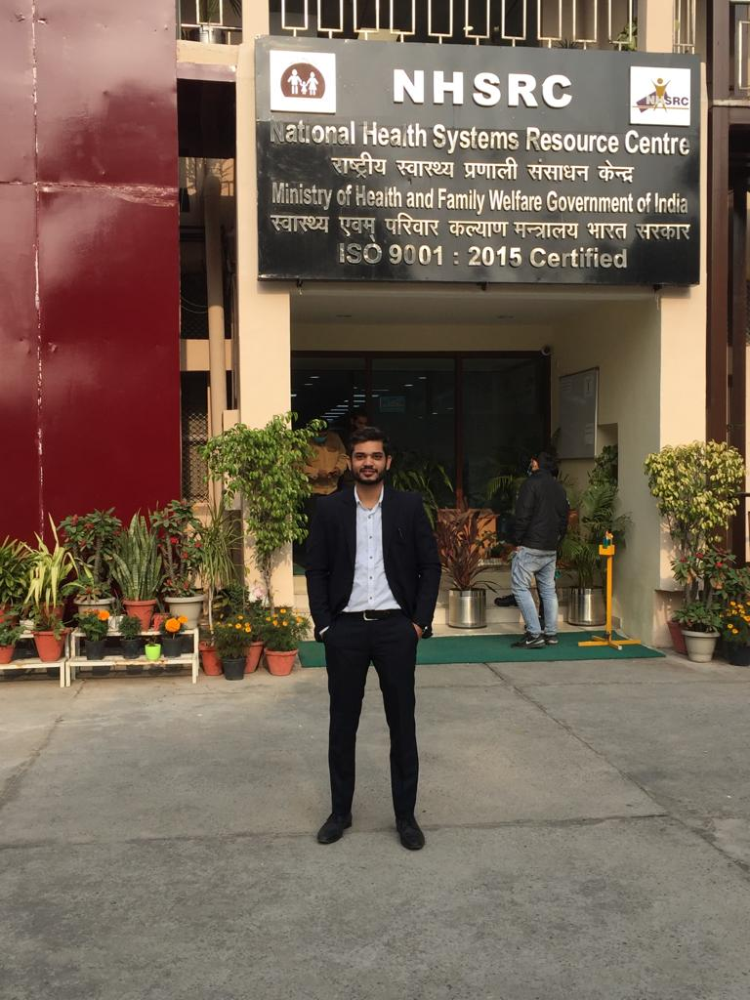 NHSRC
NHSRC
National Health Systems Resource Centre
राष्ट्रीय स्वास्थ्य प्रणाली संसाधन केन्द्र
Ministry of Health and Family Welfare Government of India
स्वास्थ्य एवम् परिवार कल्याण मन्त्रालय भारत सरकार
ISO 9001 : 2015 Certified